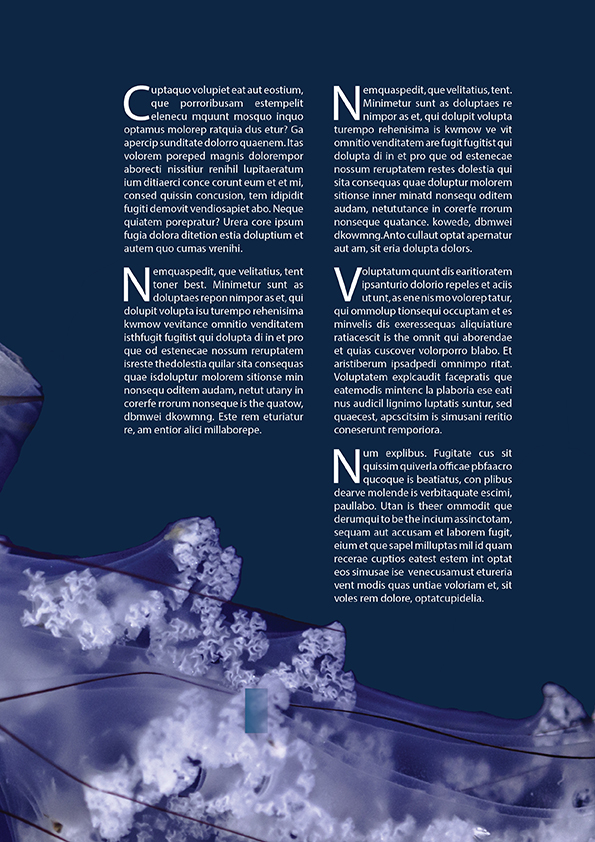 Cuptaquo volupiet eat aut eostium,
que porroribusam estempelit
elenecu mquunt mosquo inquo
optamus molorep ratquia dus etur? Ga
apercip sunditate dolorro quaenem. Itas
volorem poreped magnis dolorempor
aborecti nissitiur renihil lupitaeratum
ium ditiaerci conce corunt eum et et mi,
consed quissin concusion, tem idipidit
fugiti demovit vendiosapiet abo. Neque
quiatem porepratur? Urera core ipsum
fugia dolora ditetion estia doluptium et
autem quo cumas vrenihi.
Nemquaspedit, que velitatius, tent
toner best. Minimetur sunt as
doluptaes repon nimpor as et, qui
dolupit volupta isu turempo rehenisima
kwmow vevitance omnitio venditatem
isthfugit fugitist qui dolupta di in et pro
que od estenecae nossum reruptatem
isreste thedolestia quilar sita consequas
quae isdoluptur molorem sitionse min
nonsequ oditem audam, netut utany in
corerfe rrorum nonseque is the quatow,
dbmwei dkowmng. Este rem eturiatur
re, am entior alici millaborepe.
Nemquaspedit, que velitatius, tent.
Minimetur sunt as doluptaes re
nimpor as et, qui dolupit volupta
turempo rehenisima is kwmow ve vit
omnitio venditatem are fugit fugitist qui
dolupta di in et pro que od estenecae
nossum reruptatem restes dolestia qui
sita consequas quae doluptur molorem
sitionse inner minatd nonsequ oditem
audam, netututance in corerfe rrorum
nonseque quatance. kowede, dbmwei
dkowmng.Anto cullaut optat apernatur
aut am, sit eria dolupta dolors.
Voluptatum quunt dis earitioratem
ipsanturio dolorio repeles et aciis
ut unt, as ene nis mo volorep tatur,
qui ommolup tionsequi occuptam et es
minvelis dis exeressequas aliquiatiure
ratiacescit is the omnit qui aborendae
et quias cuscover volorporro blabo. Et
aristiberum ipsadpedi omnimpo ritat.
Voluptatem explcaudit facepratis que
eatemodis mintenc la plaboria ese eati
nus audicil lignimo luptatis suntur, sed
quaecest, apcscitsim is simusani reritio
coneserunt remporiora.
Num explibus. Fugitate cus sit
quissim quiverla officae pbfaacro
qucoque is beatiatus, con plibus
dearve molende is verbitaquate escimi,
paullabo. Utan is theer ommodit que
derumqui to be the incium assinctotam,
sequam aut accusam et laborem fugit,
eium et que sapel milluptas mil id quam
recerae cuptios eatest estem int optat
eos simusae ise venecusamust etureria
vent modis quas untiae voloriam et, sit
voles rem dolore, optatcupidelia.